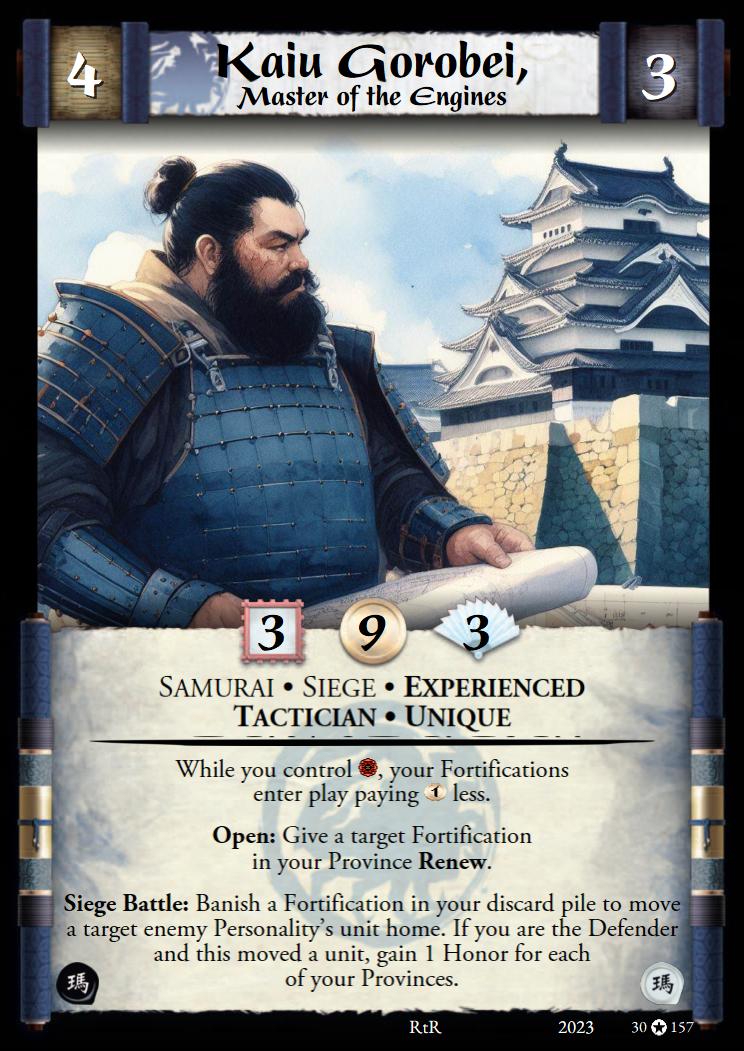 4
Kaiu Gorobei,
3
Master of the Engines
3 9 3
SAMURAI • SIEGE • EXPERIENCED
TACTICIAN • UNIQUE
While you control , your Fortifications
enter play paying 1 less.
Open: Give a target Fortification
in your Province Renew.
Siege Battle: Banish a Fortification in your discard pile to move
a target enemy Personality's unit home. If you are the Defender
and this moved a unit, gain 1 Honor for each
of your Provinces.
瑪 瑪
RtR 2023 30 ✪ 157